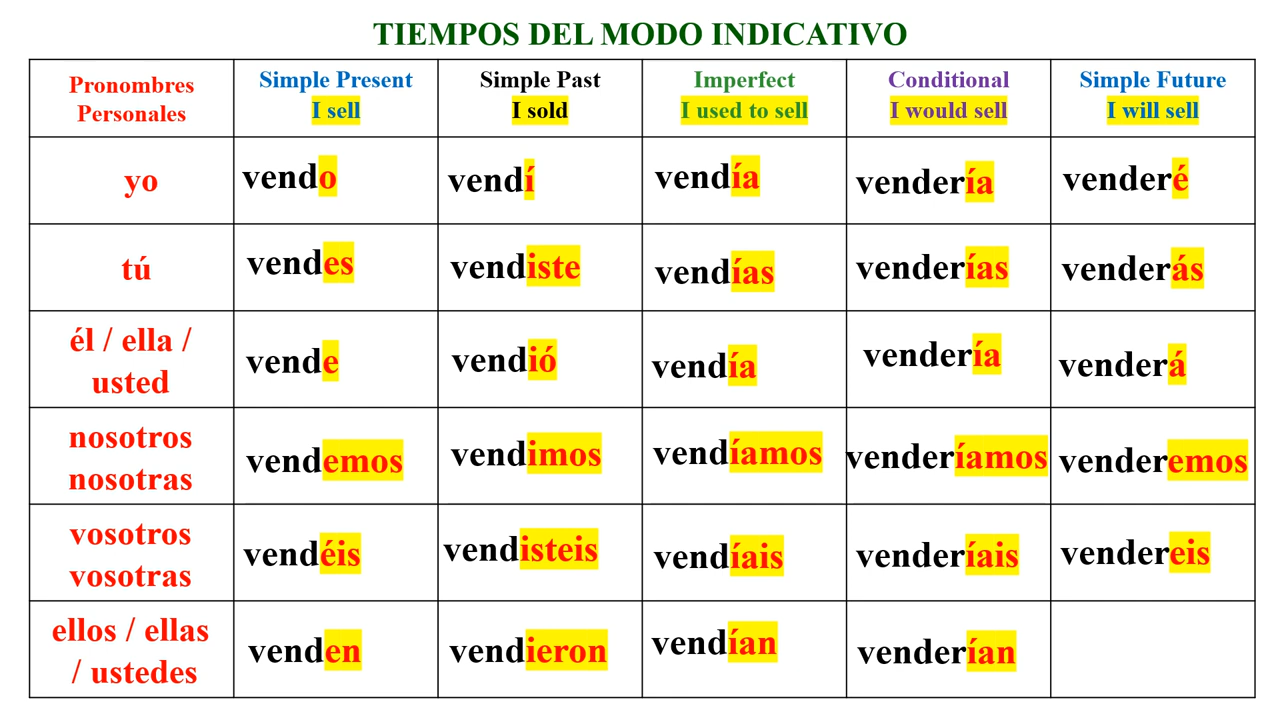 TIEMPOS DEL MODO INDICATIVO
Pronombres Personales | Simple Present I sell | Simple Past I sold | Imperfect I used to sell | Conditional I would sell | Simple Future I will sell
yo | vendo | vendí | vendía | vendería | venderé
tú | vendes | vendiste | vendías | venderías | venderás
él / ella / usted | vende | vendió | vendía | vendería | venderá
nosotros nosotras | vendemos | vendimos | vendíamos | venderíamos | venderemos
vosotros vosotras | vendéis | vendisteis | vendíais | venderíais | vendereis
ellos / ellas / ustedes | venden | vendieron | vendían | venderían